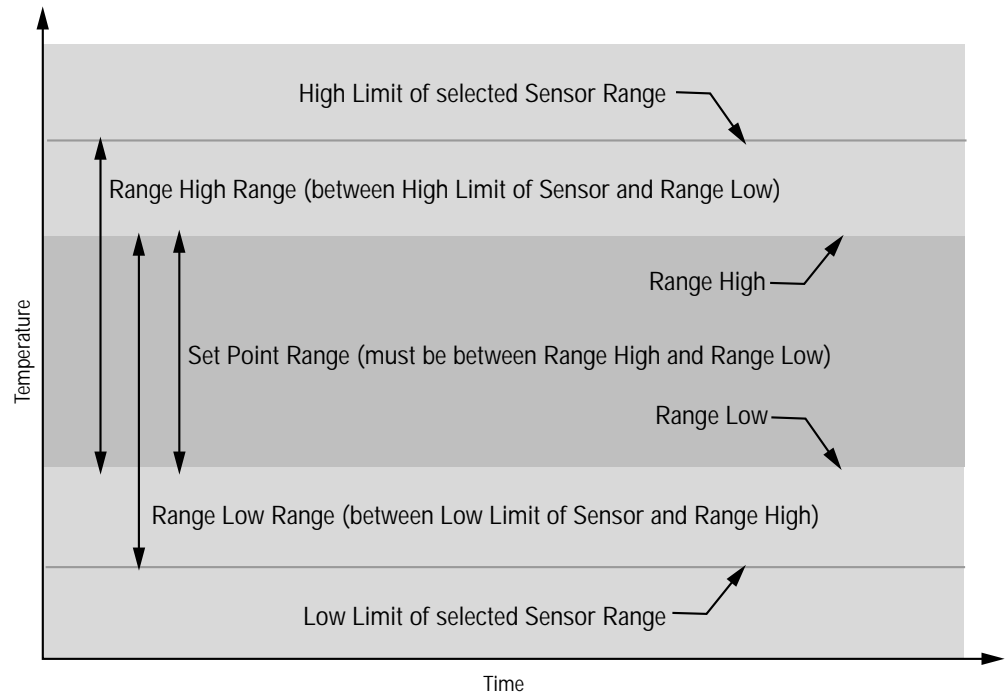 High Limit of selected Sensor Range
Range High Range (between High Limit of Sensor and Range Low)
Range High
Temperature
Set Point Range (must be between Range High and Range Low)
Range Low
Range Low Range (between Low Limit of Sensor and Range High)
Low Limit of selected Sensor Range
Time